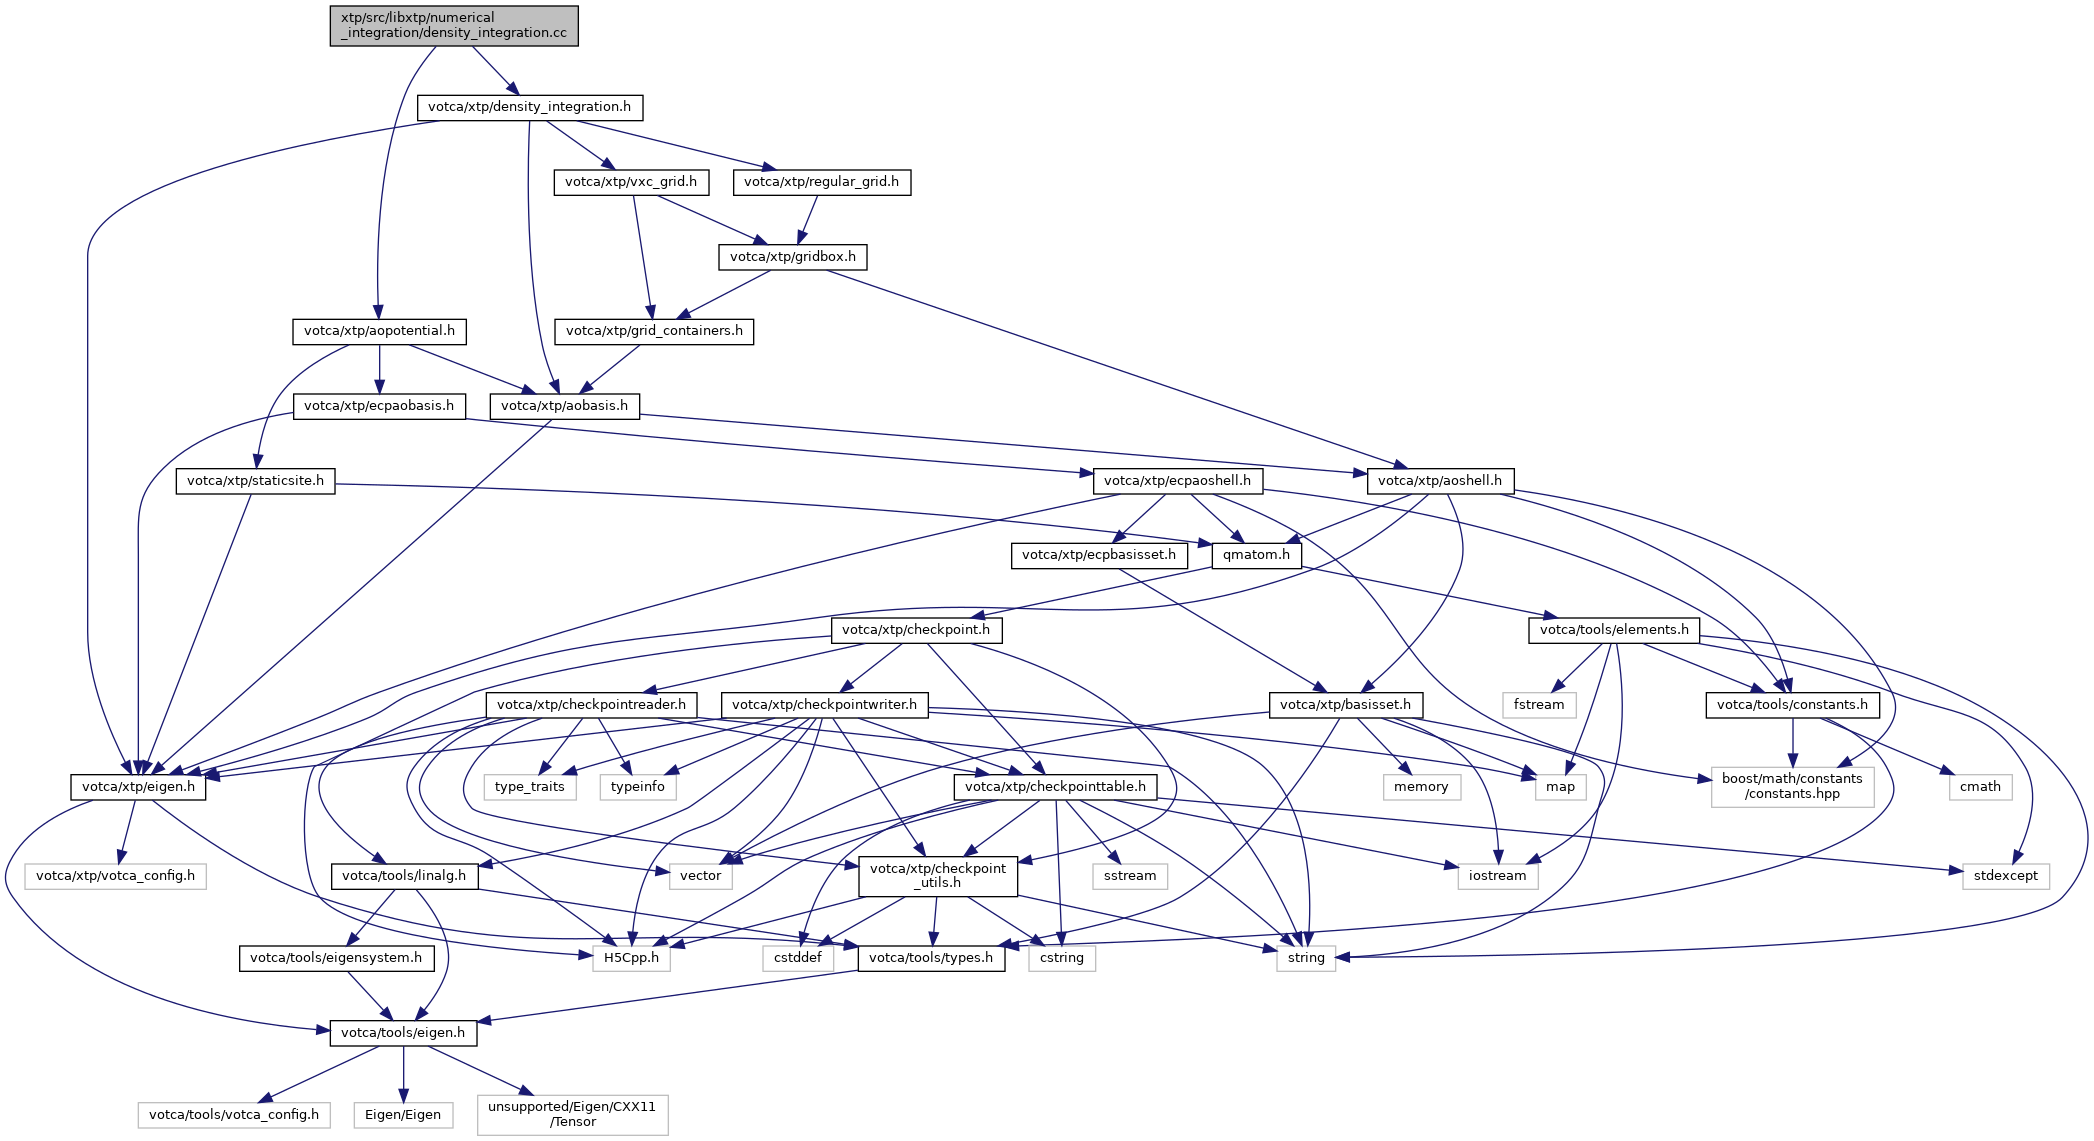 xtp/src/libxtp/numerical
_integration/density_integration.cc
votca/xtp/density_integration.h
votca/xtp/vxc_grid.h
votca/xtp/regular_grid.h
votca/xtp/gridbox.h
votca/xtp/aopotential.h
votca/xtp/grid_containers.h
votca/xtp/ecpaobasis.h
votca/xtp/aobasis.h
votca/xtp/staticsite.h
votca/xtp/ecpaoshell.h
votca/xtp/aoshell.h
votca/xtp/ecpbasisset.h
qmatom.h
votca/xtp/checkpoint.h
votca/tools/elements.h
votca/xtp/checkpointreader.h
votca/xtp/checkpointwriter.h
votca/xtp/basisset.h
fstream
votca/tools/constants.h
votca/xtp/eigen.h
type_traits
typeinfo
votca/xtp/checkpointtable.h
memory
map
boost/math/constants
/constants.hpp
cmath
votca/xtp/votca_config.h
votca/tools/linalg.h
vector
votca/xtp/checkpoint
_utils.h
sstream
iostream
stdexcept
votca/tools/eigensystem.h
H5Cpp.h
cstddef
votca/tools/types.h
cstring
string
votca/tools/eigen.h
votca/tools/votca_config.h
Eigen/Eigen
unsupported/Eigen/CXX11
/Tensor